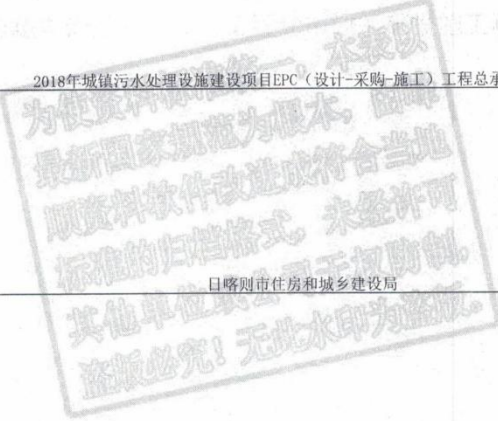 2018年城镇污水处理设施建设项目EPC（设计-采购-施工）工程总承
为使资料标准统一，本表以
最新国家规范为根本，由峰
顺资料软件改进成符合当地
标准的归档格式，未经许可
日喀则市住房和城乡建设局
其他单位或公司无权防制，
盗版必究！无此水印为盗版。